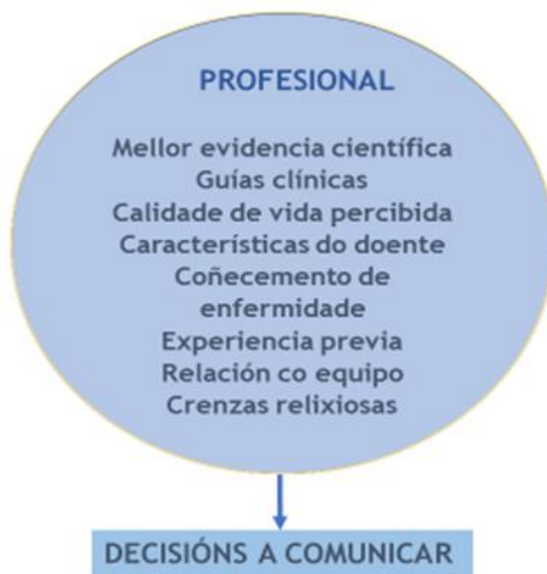 PROFESIONAL
Mellor evidencia científica
Guías clínicas
Calidade de vida percibida
Características do doente
Coñecemento de
enfermidade
Experiencia previa
Relación co equipo
Crenzas relixiosas
DECISIÓNS A COMUNICAR